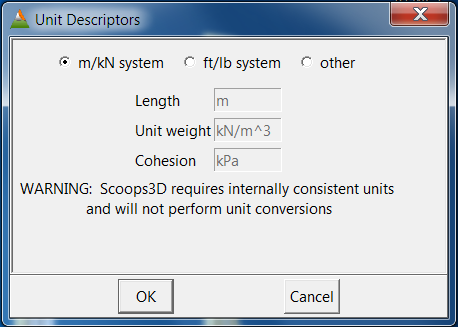 Unit Descriptors
m/kN system ft/lb system other
Length m
Unit weight kN/m^3
Cohesion kPa
WARNING: Scoops3D requires internally consistent units
and will not perform unit conversions
OK Cancel